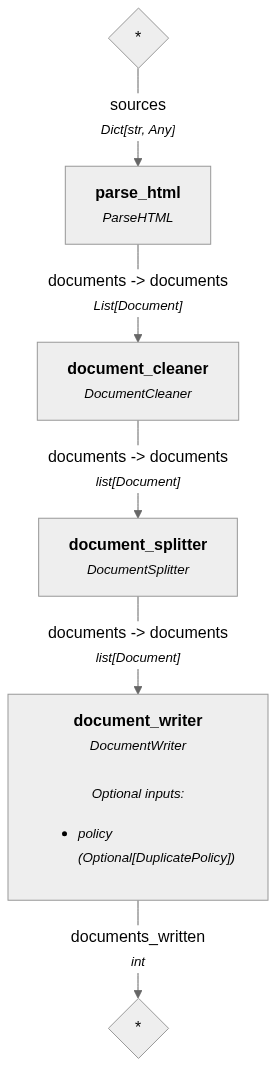 *
sources
Dict[str, Any]
parse_html
ParseHTML
documents -> documents
List[Document]
document_cleaner
DocumentCleaner
documents -> documents
list[Document]
document_splitter
DocumentSplitter
documents -> documents
list[Document]
document_writer
DocumentWriter
Optional inputs:
• policy
(Optional[DuplicatePolicy])
documents_written
int
*